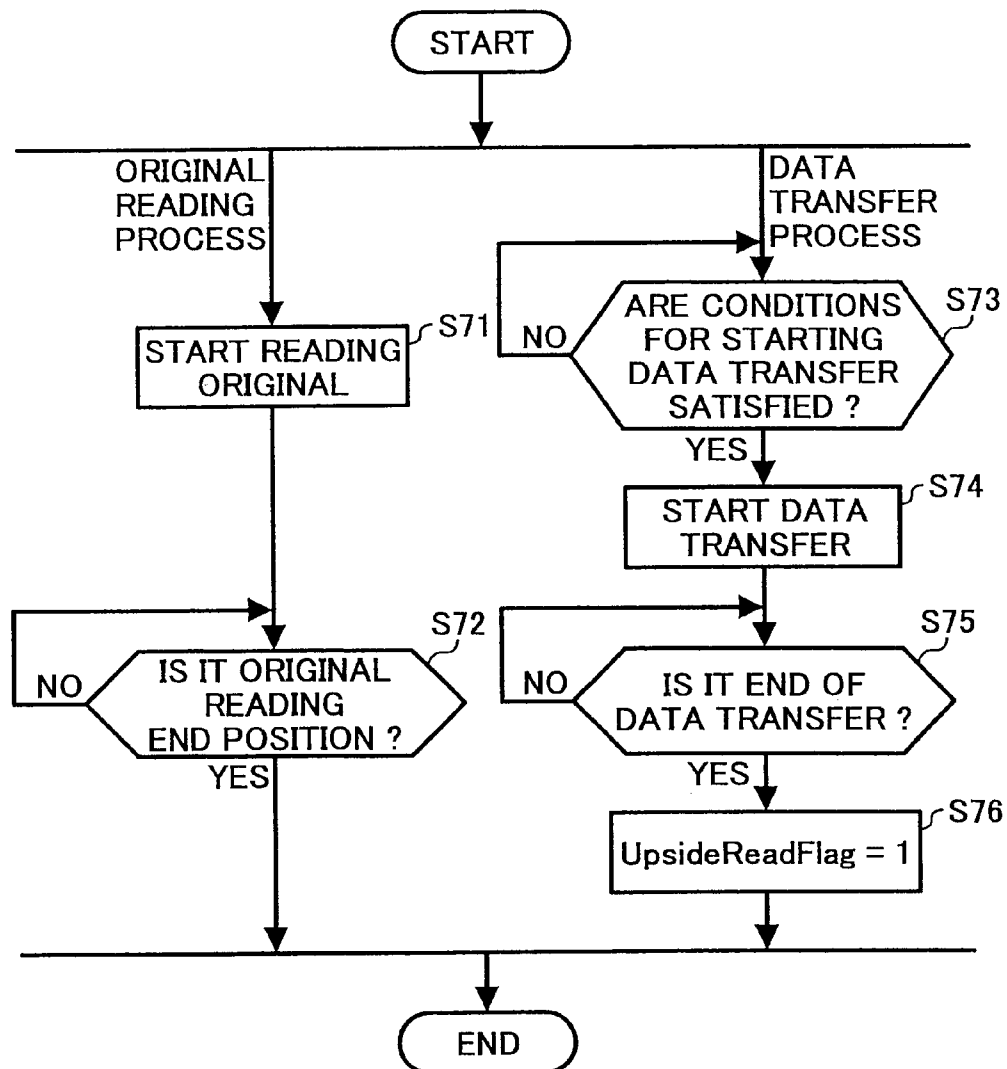 START
ORIGINAL
READING
PROCESS
DATA
TRANSFER
PROCESS
S71
START READING
ORIGINAL
S73
ARE CONDITIONS
FOR STARTING
DATA TRANSFER
SATISFIED ?
NO
YES
S74
START DATA
TRANSFER
S72
IS IT ORIGINAL
READING
END POSITION ?
NO
YES
S75
IS IT END OF
DATA TRANSFER ?
NO
YES
S76
UpsideReadFlag = 1
END